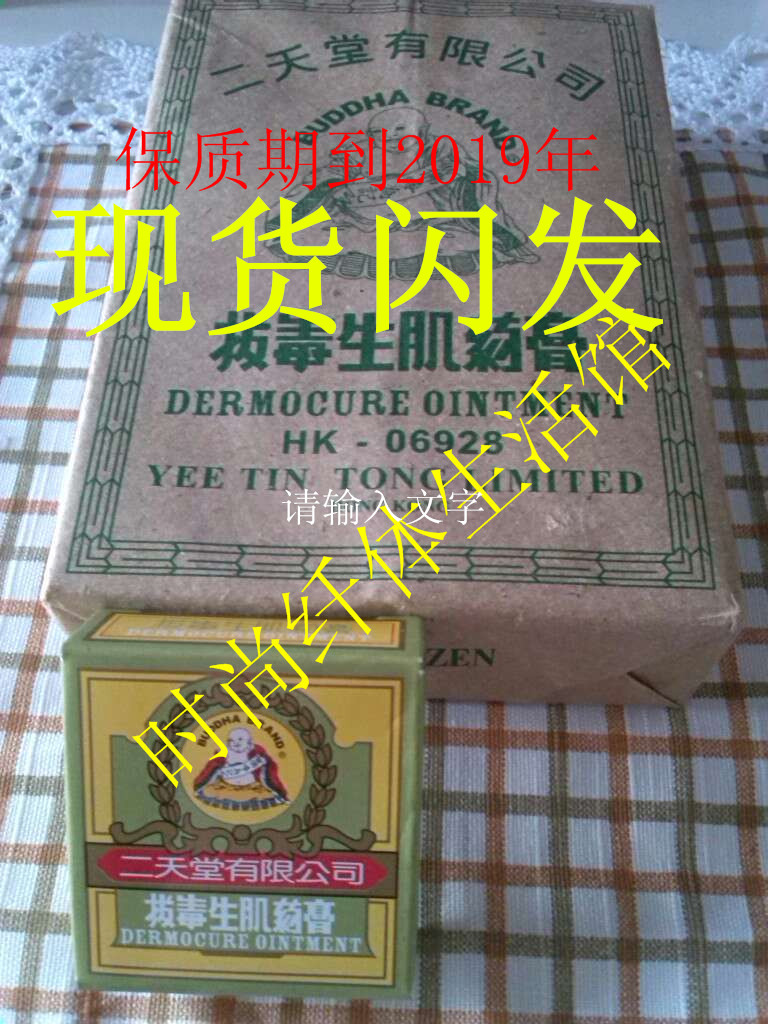 二天堂有限公司
BUDDHA BRAND
保质期到2019年
现货闪发
拔毒生肌药膏
DERMOCURE OINTMENT
HK - 06928
YEE TIN TONG LIMITED
请输入文字
时尚纤体生活馆
ZEN
DERMOCURE OINTMENT
BUDDHA BRAND
二天堂有限公司
拔毒生肌药膏
DERMOCURE OINTMENT